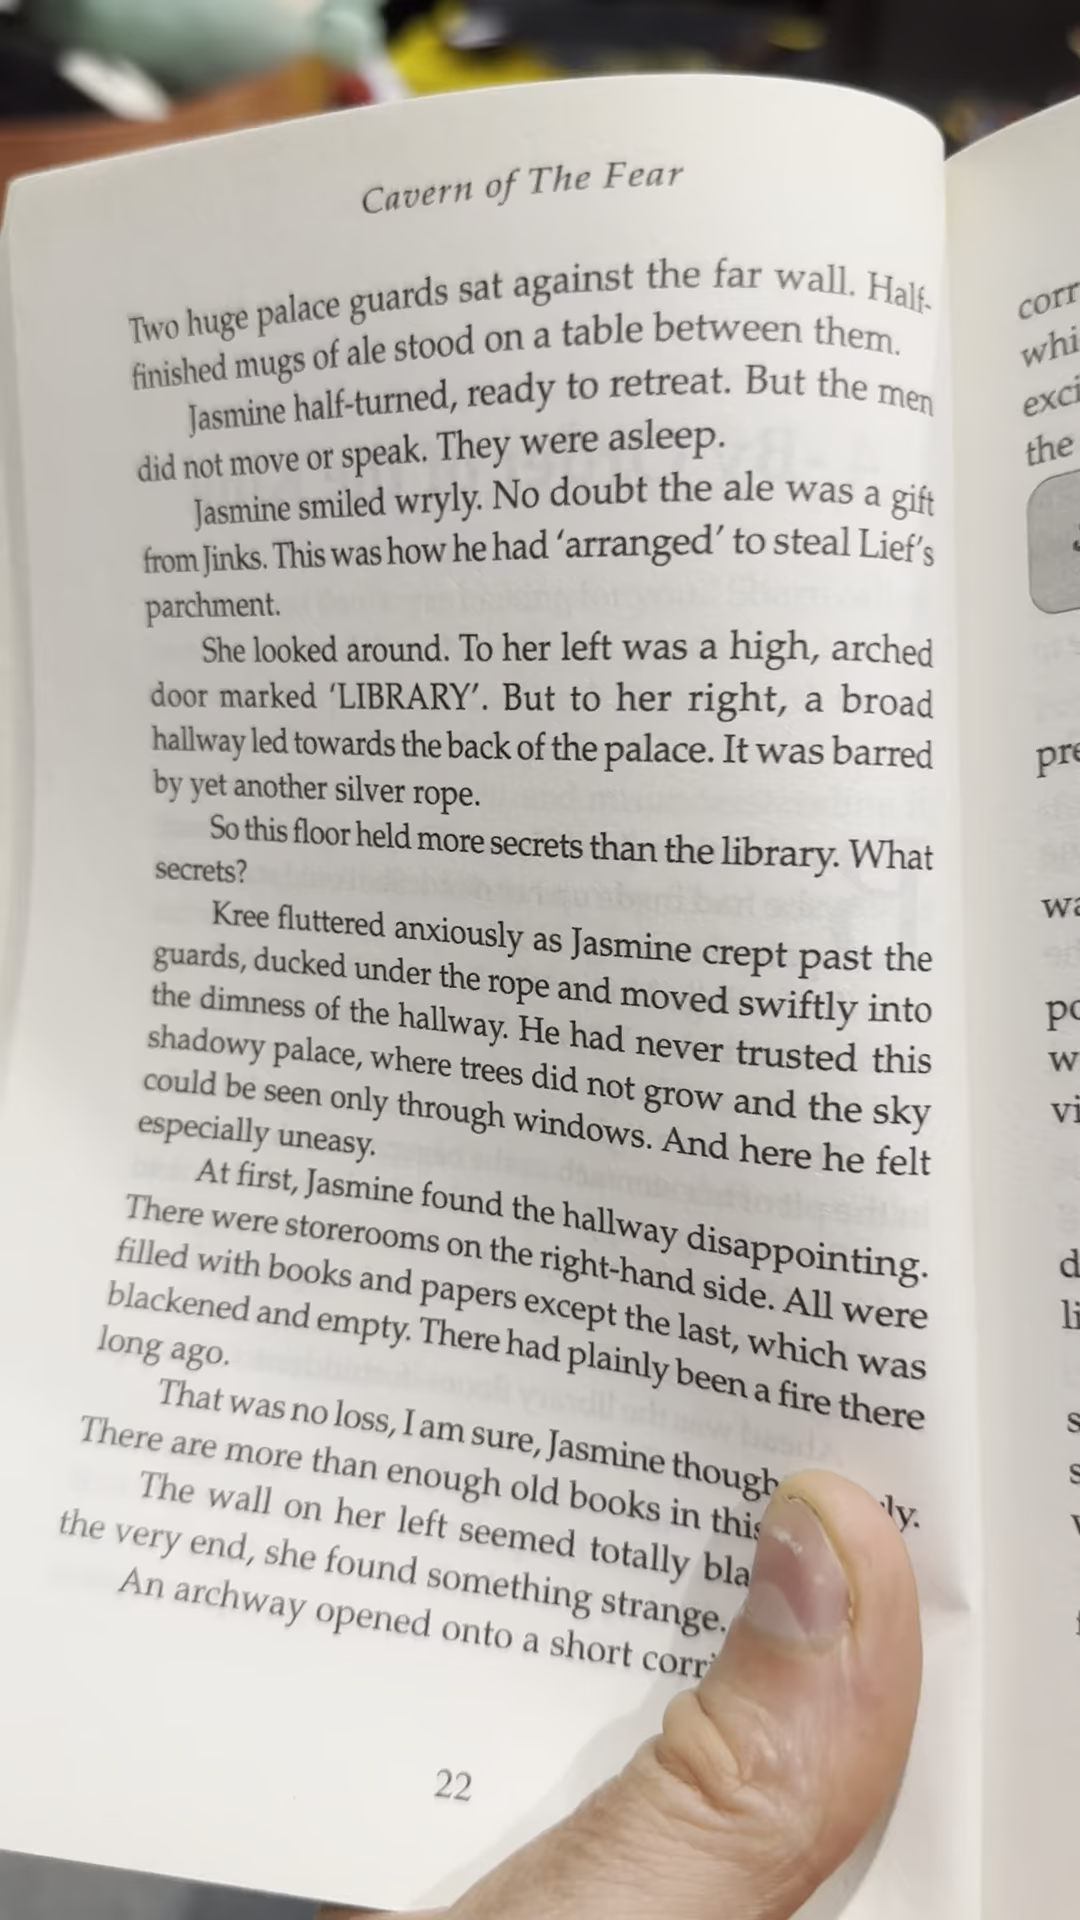 Cavern of The Fear
Two huge palace guards sat against the far wall. Half-
finished mugs of ale stood on a table between them.
Jasmine half-turned, ready to retreat. But the men
did not move or speak. They were asleep.
Jasmine smiled wryly. No doubt the ale was a gift
from Jinks. This was how he had ‘arranged’ to steal Lief’s
parchment.
She looked around. To her left was a high, arched
door marked ‘LIBRARY’. But to her right, a broad
hallway led towards the back of the palace. It was barred
by yet another silver rope.
So this floor held more secrets than the library. What
secrets?
Kree fluttered anxiously as Jasmine crept past the
guards, ducked under the rope and moved swiftly into
the dimness of the hallway. He had never trusted this
shadowy palace, where trees did not grow and the sky
could be seen only through windows. And here he felt
especially uneasy.
At first, Jasmine found the hallway disappointing.
There were storerooms on the right-hand side. All were
filled with books and papers except the last, which was
blackened and empty. There had plainly been a fire there
long ago.
That was no loss, I am sure, Jasmine
There are more than enough old books in this
The wall on her left seemed totally
the very end, she found something strange.
An archway opened onto a short
22
the